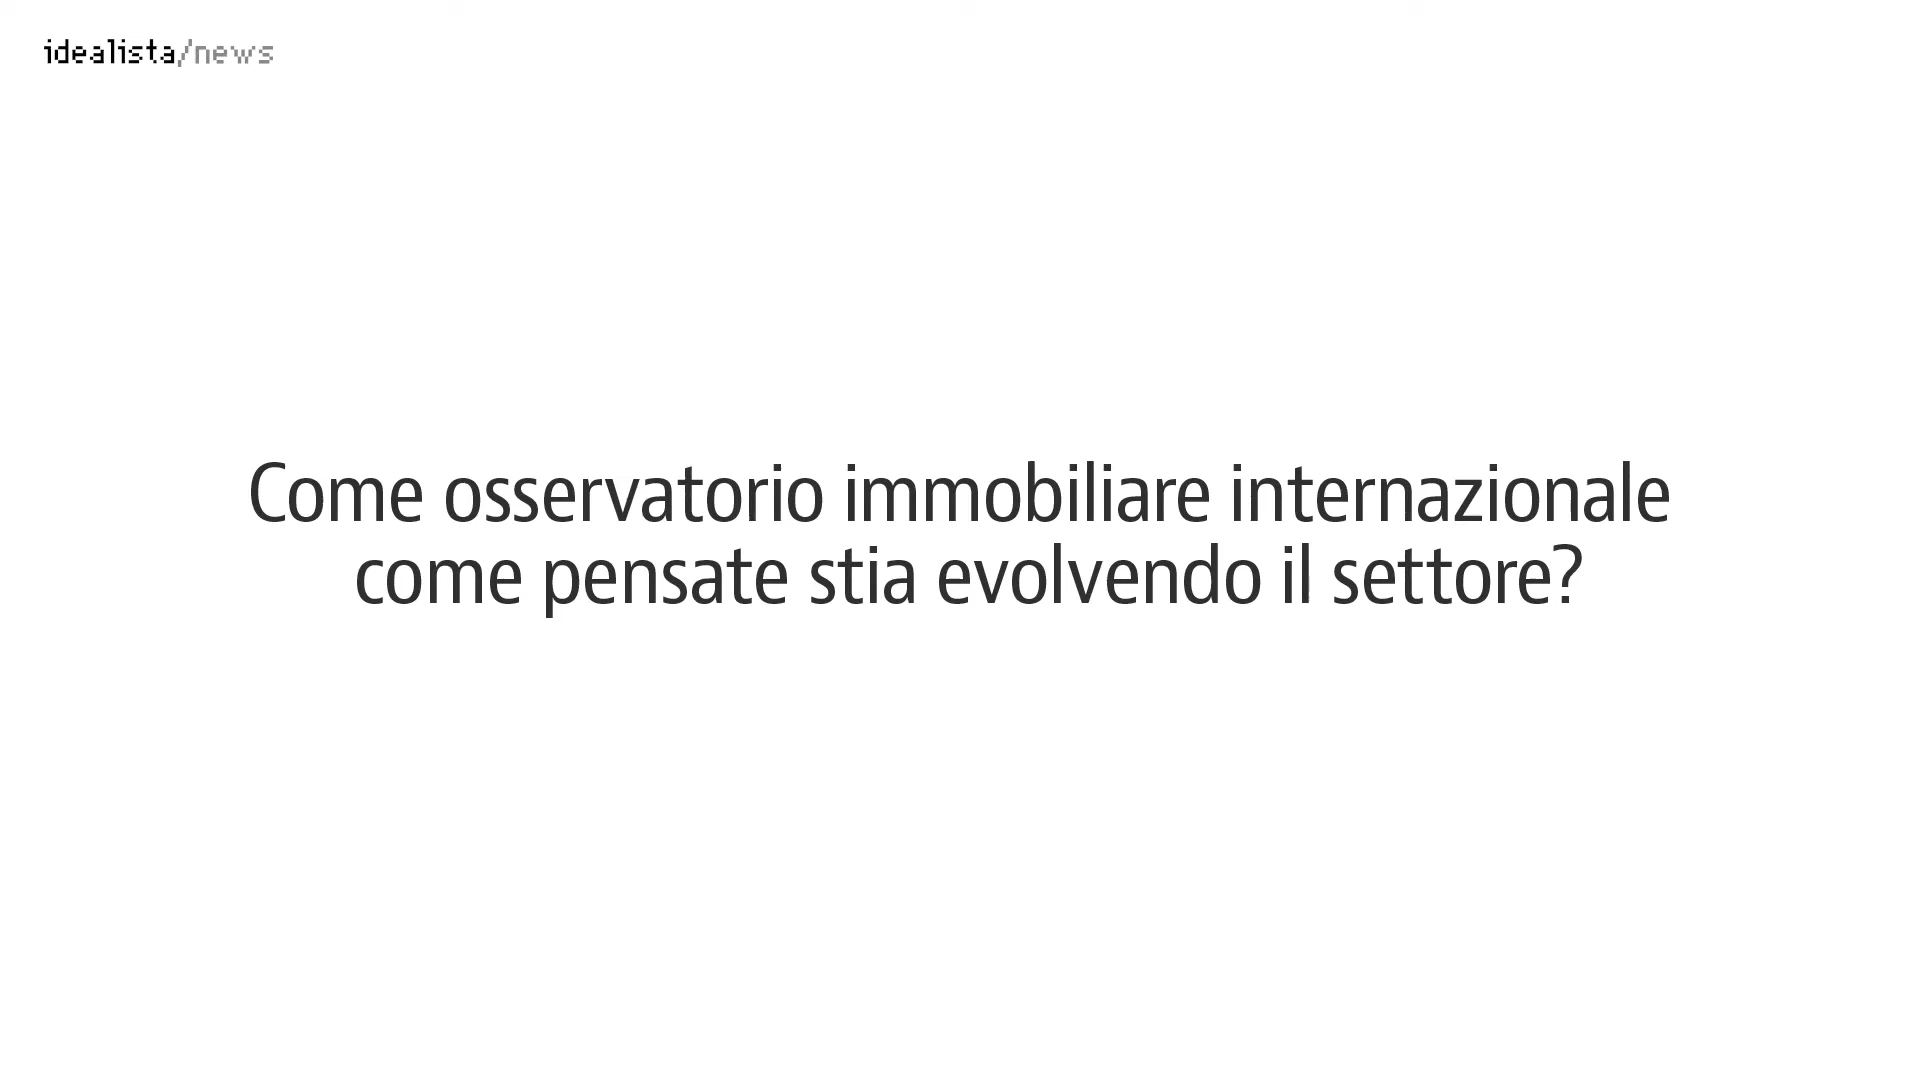 idealista/news
Come osservatorio immobiliare internazionale
come pensate stia evolvendo il settore?